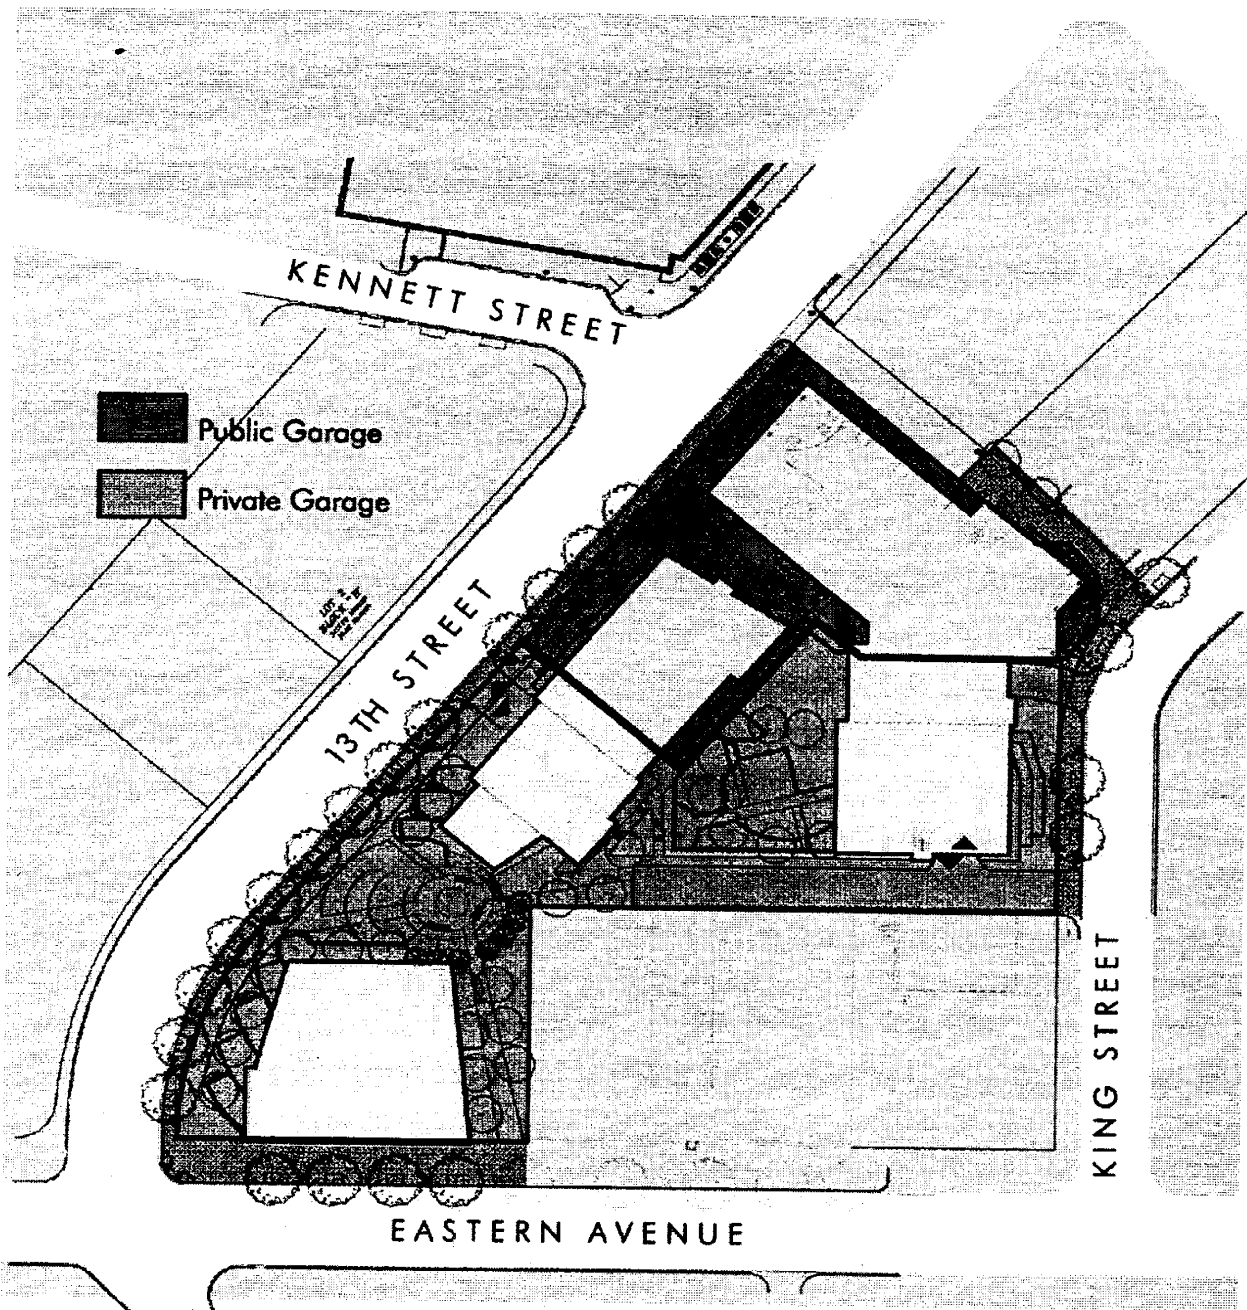 KENNETT STREET
Public Garage
Private Garage
13TH STREET
KING STREET
EASTERN AVENUE